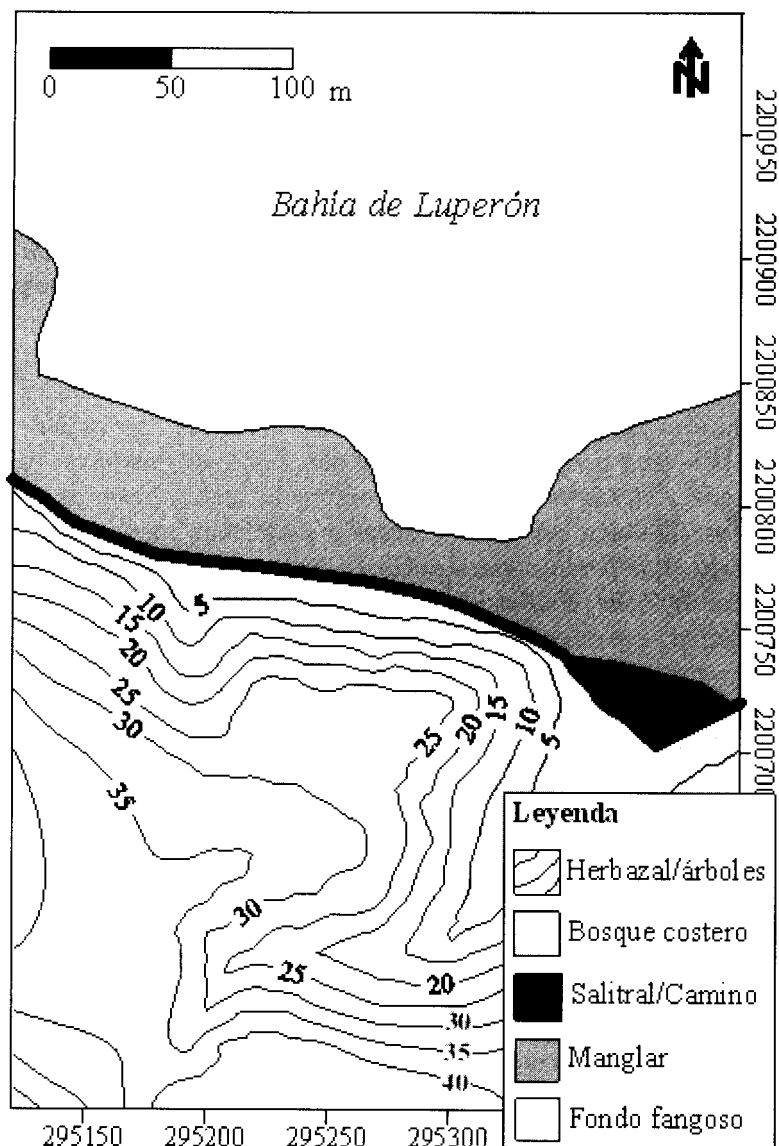 0 50 100 m
N
Bahía de Luperón
2200950
2200900
2200850
2200800
2200750
2200700
5
10
15
20
25
30
35
25
20
15
10
5
30
25
20
30
35
40
Leyenda
Herbazal/árboles
Bosque costero
Salitral/Camino
Manglar
Fondo fangoso
295150 295200 295250 295300